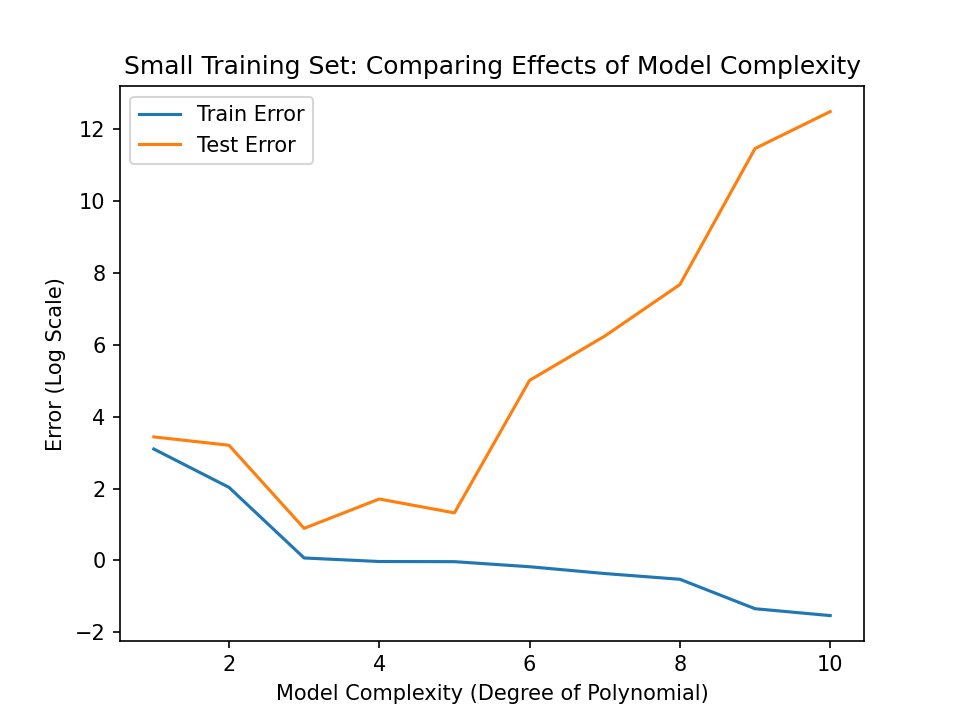 Small Training Set: Comparing Effects of Model Complexity
Train Error
Test Error
12
10
8
6
4
2
0
−2
Error (Log Scale)
2 4 6 8 10
Model Complexity (Degree of Polynomial)